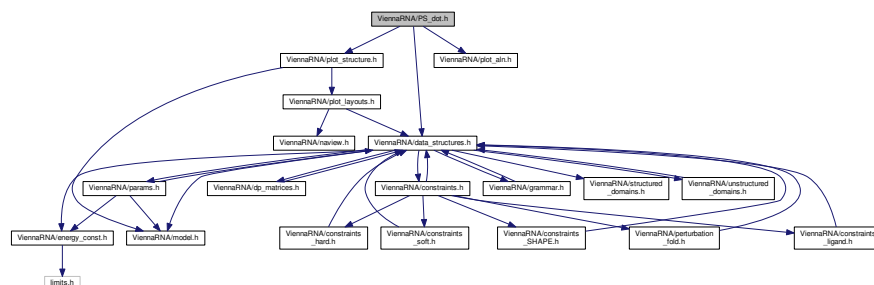 ViennaRNA/PS_dot.h
ViennaRNA/plot_structure.h
ViennaRNA/plot_aln.h
ViennaRNA/plot_layouts.h
ViennaRNA/naview.h
ViennaRNA/data_structures.h
ViennaRNA/params.h
ViennaRNA/dp_matrices.h
ViennaRNA/constraints.h
ViennaRNA/grammar.h
ViennaRNA/structured
_domains.h
ViennaRNA/unstructured
_domains.h
ViennaRNA/energy_const.h
ViennaRNA/model.h
ViennaRNA/constraints
_hard.h
ViennaRNA/constraints
_soft.h
ViennaRNA/constraints
_SHAPE.h
ViennaRNA/perturbation
_fold.h
ViennaRNA/constraints
_ligand.h
limits.h